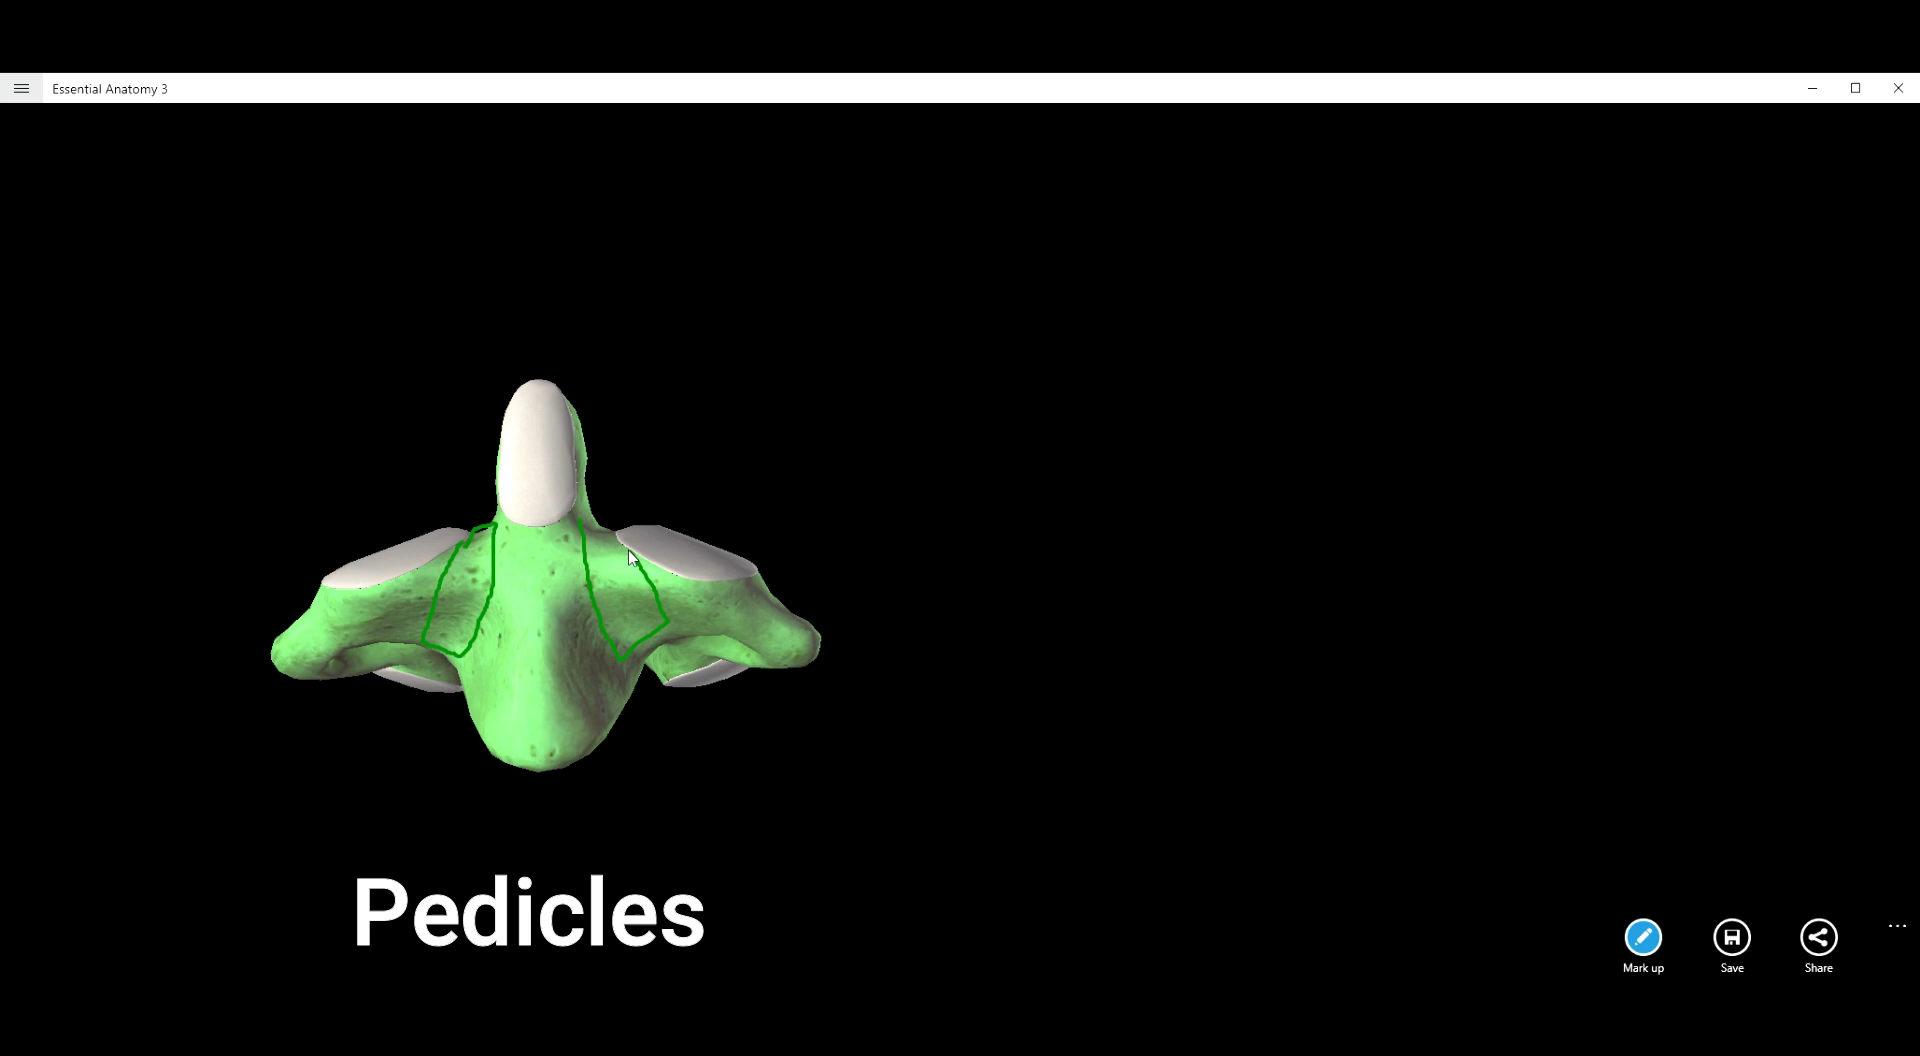 Essential Anatomy 3
Pedicles
Mark up
Save
Share